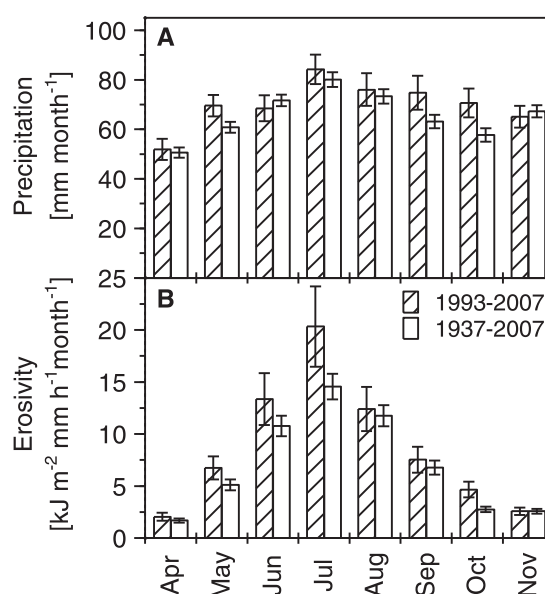 A
Precipitation
[mm month⁻¹]
100
80
60
40
20
25
B
1993-2007
1937-2007
Erosivity
[kJ m⁻² mm h⁻¹month⁻¹]
20
15
10
5
0
Apr May Jun Jul Aug Sep Oct Nov